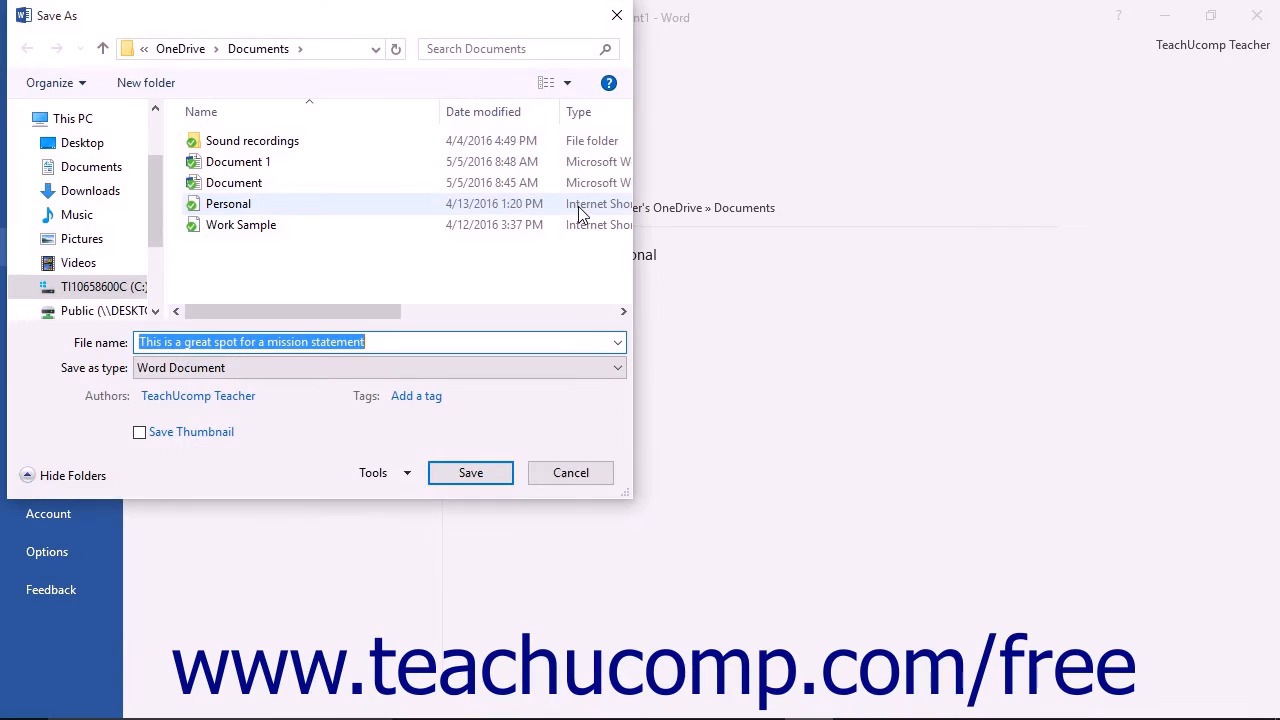 Save As
nt1 - Word
?
TeachUcomp Teacher
« OneDrive › Documents ›
Search Documents
Organize
New folder
?
Name
Date modified
Type
This PC
Desktop
Documents
Downloads
Music
Pictures
Videos
TI10658600C (C:)
Public (\\DESKTO
Sound recordings 4/4/2016 4:49 PM File folder
Document 1 5/5/2016 8:48 AM Microsoft W
Document 5/5/2016 8:45 AM Microsoft W
Personal 4/13/2016 1:20 PM Internet Sho
Work Sample 4/12/2016 3:37 PM Internet Shor
er's OneDrive » Documents
onal
File name: This is a great spot for a mission statement
Save as type: Word Document
Authors: TeachUcomp Teacher
Tags: Add a tag
Save Thumbnail
Hide Folders
Tools
Save
Cancel
Account
Options
Feedback
www.teachucomp.com/free